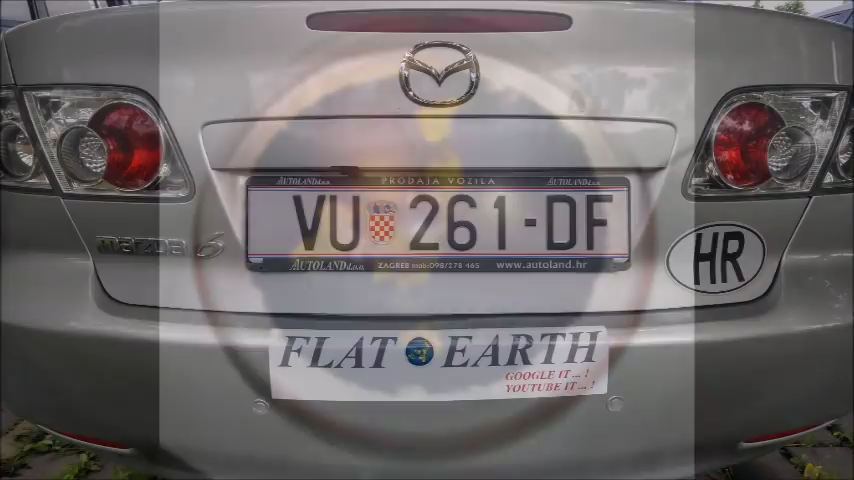 AUTOLAND d.o.o. PRODAJA VOZILA AUTOLAND d.o.o.
VU 261-DF
AUTOLAND d.o.o. ZAGREB mob:098/278 465 www.autoland.hr
mazda 6
HR
FLAT EARTH
GOOGLE IT ... !
YOUTUBE IT ... !